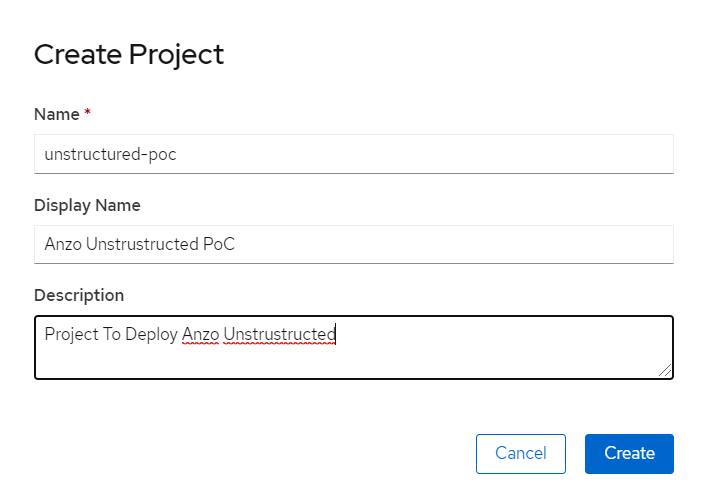 Create Project
Name *
unstructured-poc
Display Name
Anzo Unstrustructed PoC
Description
Project To Deploy Anzo Unstrustructed
Cancel
Create